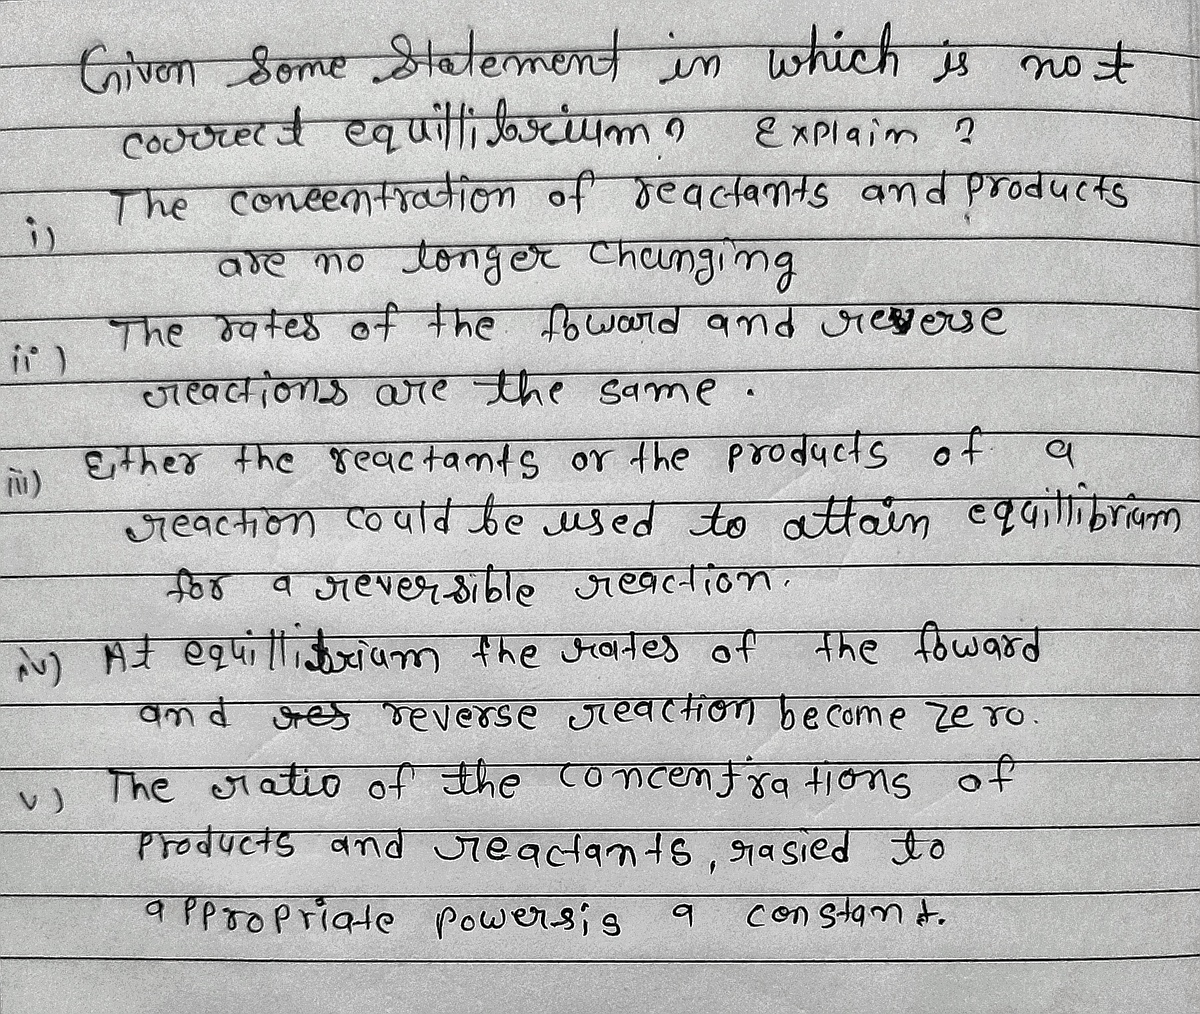 Given Some Statement in which is not
correct equillibrium? Explain?
i) The concentration of reactants and products
are no longer changing
ii) The rates of the foward and reverse
reactions are the same.
iii) Either the reactants or the products of a
reaction could be used to attain equillibrium
for a reversible reaction.
iv) At equillibrium the rates of the foward
and res reverse reaction become zero.
v) The ratio of the concentrations of
products and reactants, rasied to
appropriate powers is a constant.